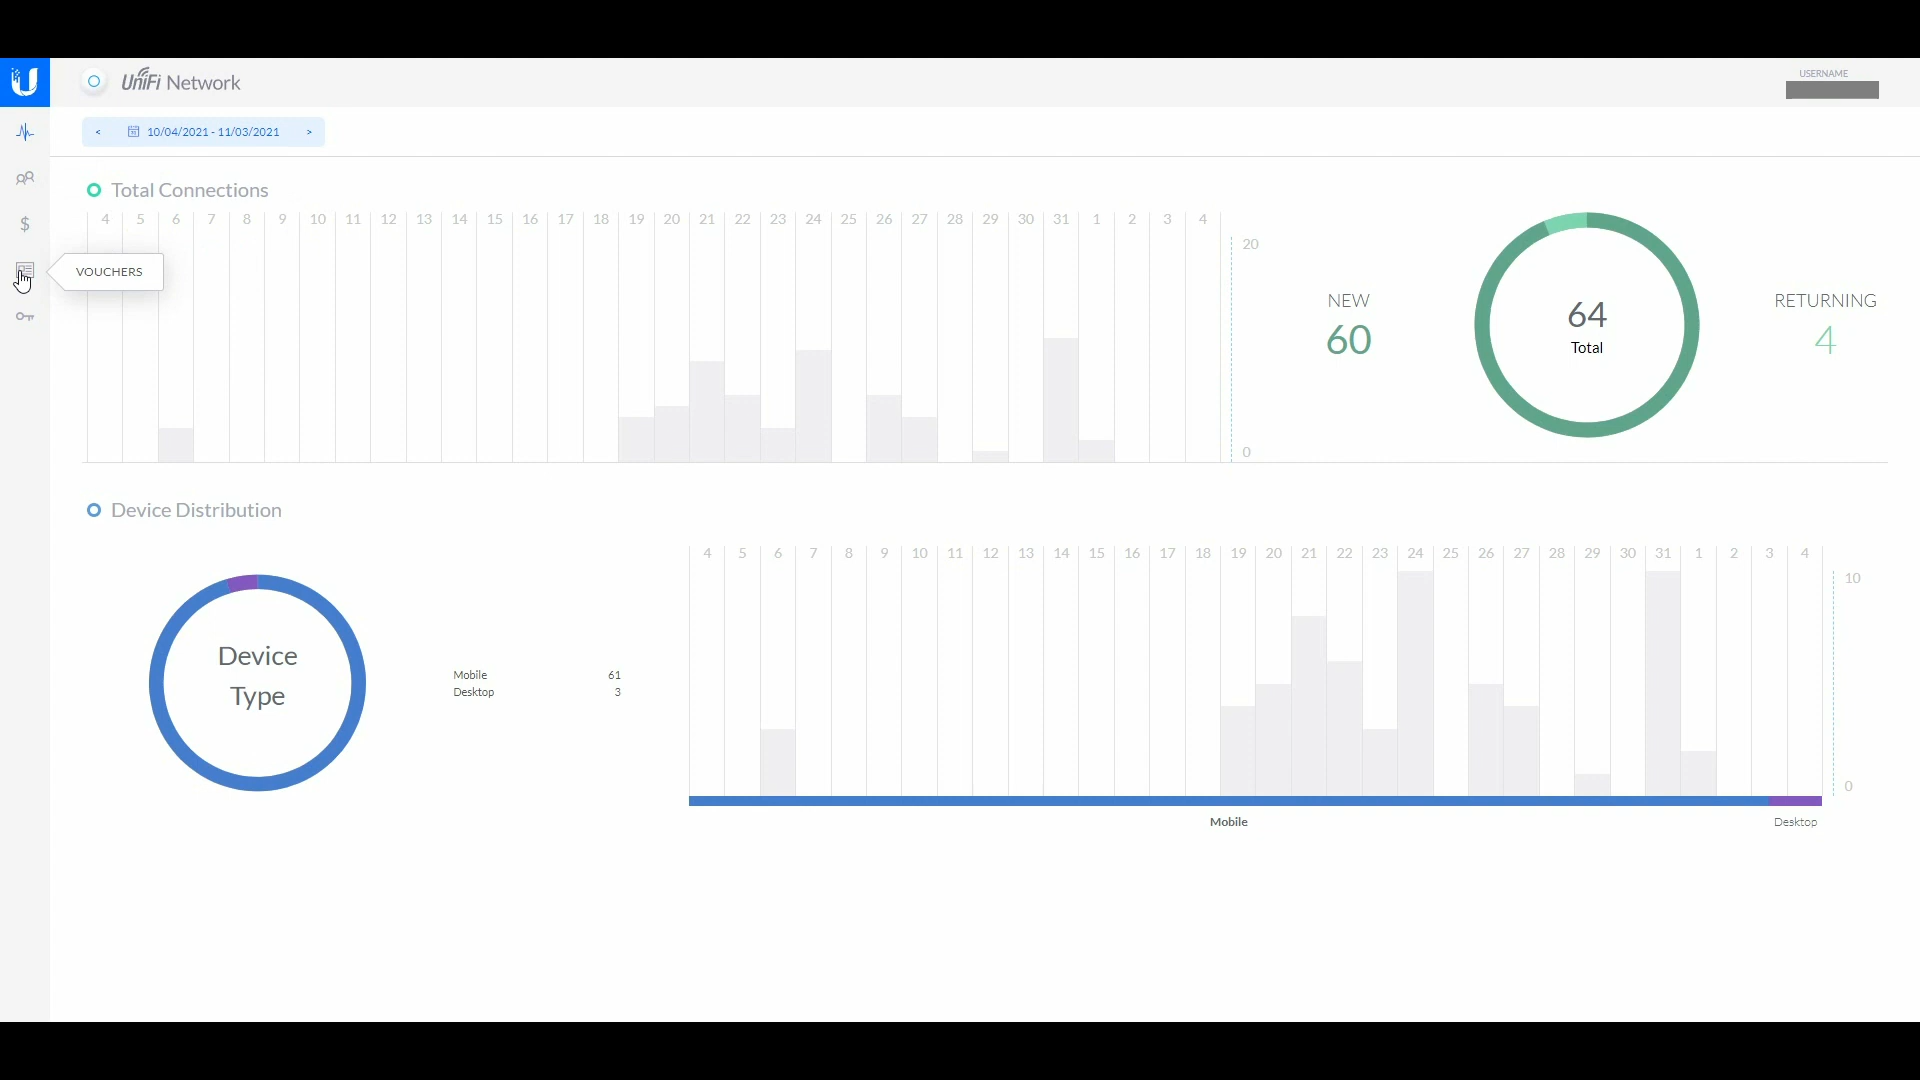 UniFi Network
USERNAME
< 10/04/2021 - 11/03/2021 >
Total Connections
4 5 6 7 8 9 10 11 12 13 14 15 16 17 18 19 20 21 22 23 24 25 26 27 28 29 30 31 1 2 3 4
20
0
NEW
60
64
Total
RETURNING
4
$
VOUCHERS
Device Distribution
Device
Type
Mobile 61
Desktop 3
4 5 6 7 8 9 10 11 12 13 14 15 16 17 18 19 20 21 22 23 24 25 26 27 28 29 30 31 1 2 3 4
10
0
Mobile
Desktop